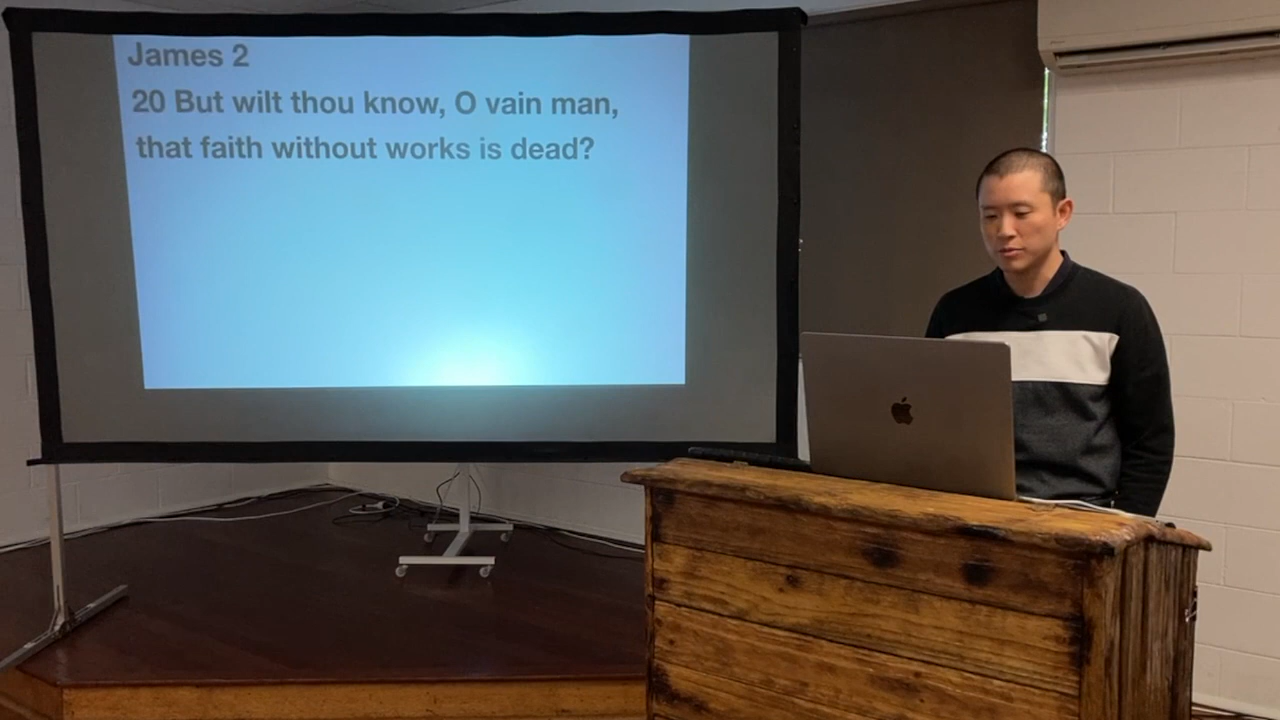 James 2
20 But wilt thou know, O vain man,
that faith without works is dead?